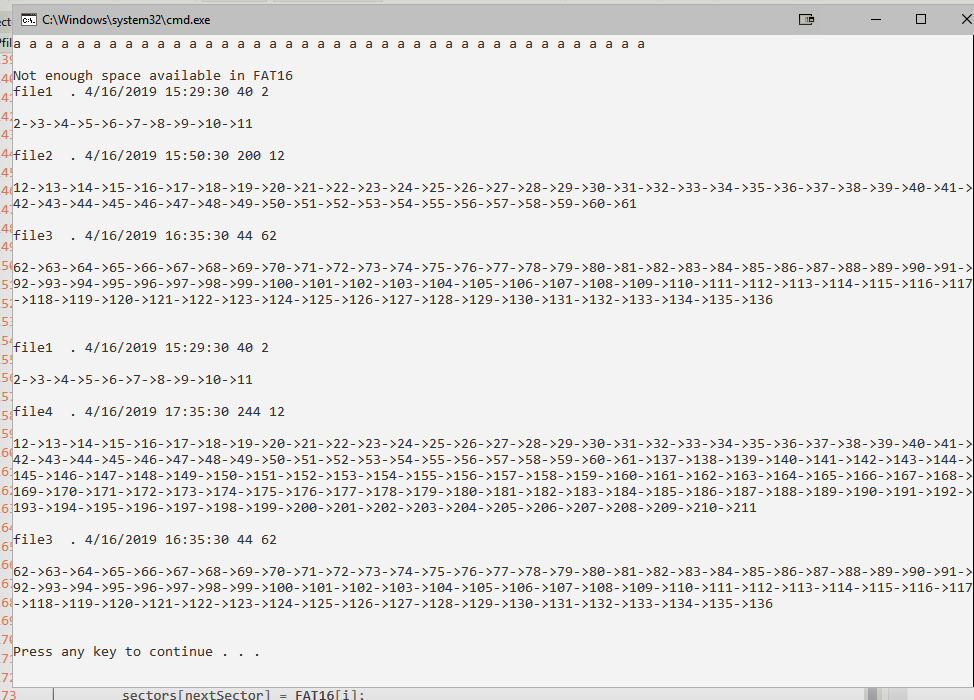 C:\Windows\system32\cmd.exe
a a a a a a a a a a a a a a a a a a a a a a a a a a a a a a a a a a a a a a a a
Not enough space available in FAT16
file1  . 4/16/2019 15:29:30 40 2
2->3->4->5->6->7->8->9->10->11
file2  . 4/16/2019 15:50:30 200 12
12->13->14->15->16->17->18->19->20->21->22->23->24->25->26->27->28->29->30->31->32->33->34->35->36->37->38->39->40->41->
42->43->44->45->46->47->48->49->50->51->52->53->54->55->56->57->58->59->60->61
file3  . 4/16/2019 16:35:30 44 62
62->63->64->65->66->67->68->69->70->71->72->73->74->75->76->77->78->79->80->81->82->83->84->85->86->87->88->89->90->91->
92->93->94->95->96->97->98->99->100->101->102->103->104->105->106->107->108->109->110->111->112->113->114->115->116->117
->118->119->120->121->122->123->124->125->126->127->128->129->130->131->132->133->134->135->136
file1  . 4/16/2019 15:29:30 40 2
2->3->4->5->6->7->8->9->10->11
file4  . 4/16/2019 17:35:30 244 12
12->13->14->15->16->17->18->19->20->21->22->23->24->25->26->27->28->29->30->31->32->33->34->35->36->37->38->39->40->41->
42->43->44->45->46->47->48->49->50->51->52->53->54->55->56->57->58->59->60->61->137->138->139->140->141->142->143->144->
145->146->147->148->149->150->151->152->153->154->155->156->157->158->159->160->161->162->163->164->165->166->167->168->
169->170->171->172->173->174->175->176->177->178->179->180->181->182->183->184->185->186->187->188->189->190->191->192->
193->194->195->196->197->198->199->200->201->202->203->204->205->206->207->208->209->210->211
file3  . 4/16/2019 16:35:30 44 62
62->63->64->65->66->67->68->69->70->71->72->73->74->75->76->77->78->79->80->81->82->83->84->85->86->87->88->89->90->91->
92->93->94->95->96->97->98->99->100->101->102->103->104->105->106->107->108->109->110->111->112->113->114->115->116->117
->118->119->120->121->122->123->124->125->126->127->128->129->130->131->132->133->134->135->136
Press any key to continue . . .
73 sectors[nextSector] = FAT16[i];